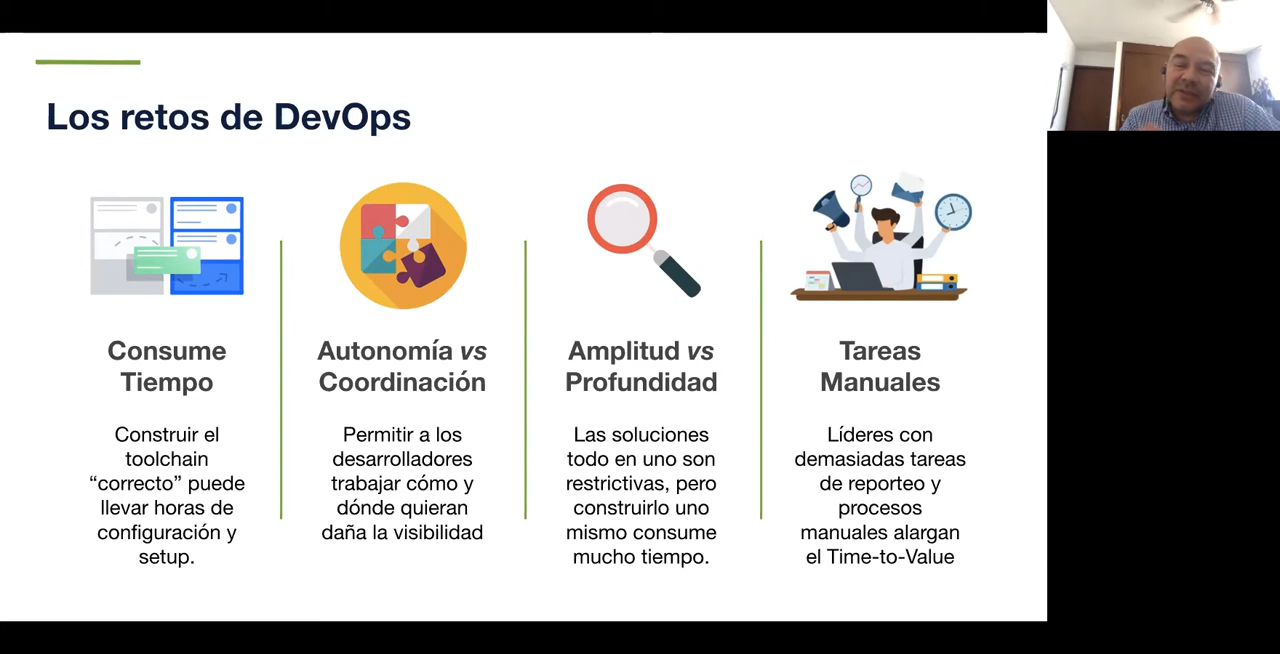 Los retos de DevOps
Consume
Tiempo
Construir el
toolchain
“correcto” puede
llevar horas de
configuración y
setup.
Autonomía vs
Coordinación
Permitir a los
desarrolladores
trabajar cómo y
dónde quieran
daña la visibilidad
Amplitud vs
Profundidad
Las soluciones
todo en uno son
restrictivas, pero
construirlo uno
mismo consume
mucho tiempo.
Tareas
Manuales
Líderes con
demasiadas tareas
de reporteo y
procesos
manuales alargan
el Time-to-Value